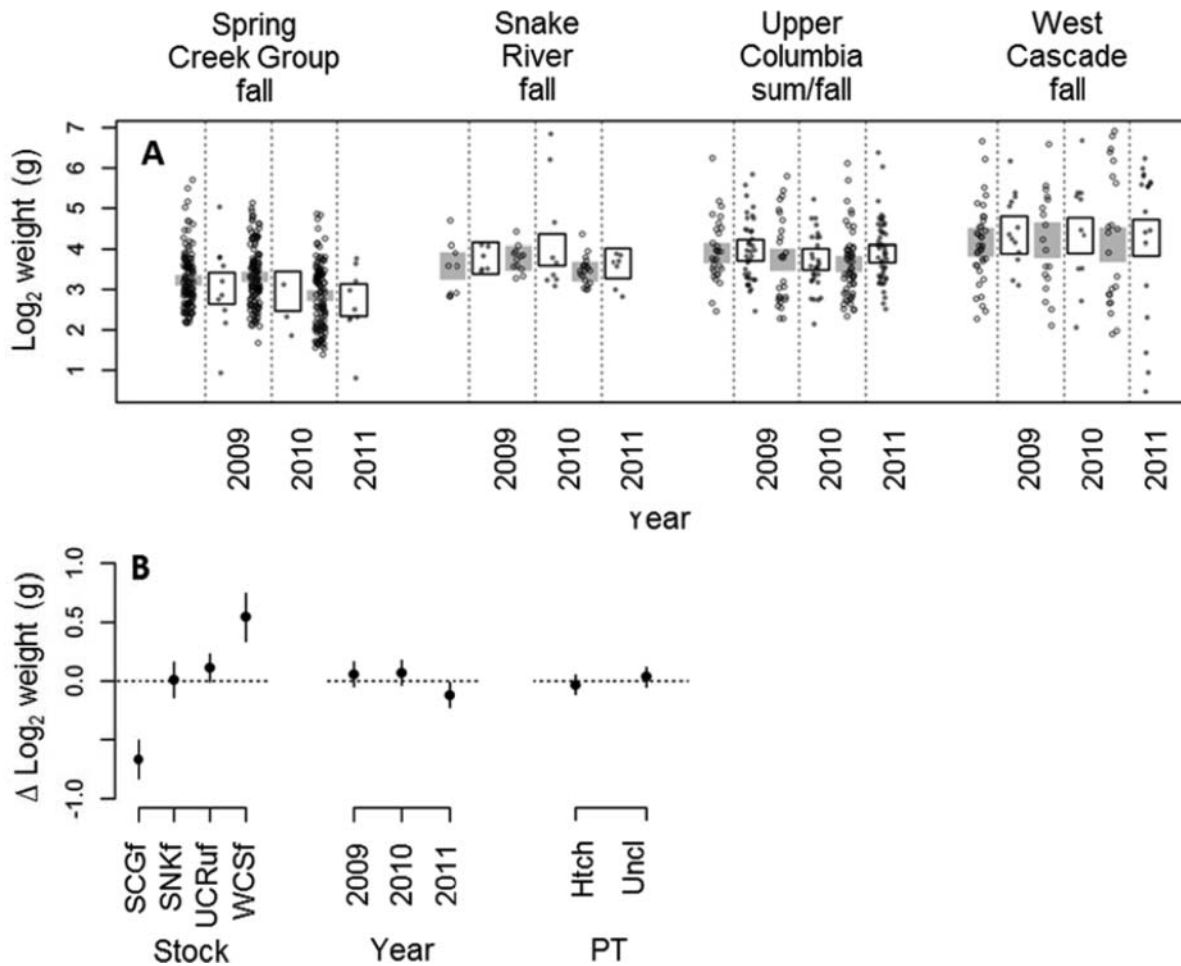 Spring
Creek Group
fall
Snake
River
fall
Upper
Columbia
sum/fall
West
Cascade
fall
A
Log₂ weight (g)
7
6
5
4
3
2
1
2009
2010
2011
2009
2010
2011
2009
2010
2011
2009
2010
2011
Year
B
Δ Log₂ weight (g)
1.0
0.5
0.0
-1.0
SCGf
SNKf
UCRuf
WCSf
Stock
2009
2010
2011
Year
Htch
Uncl
PT